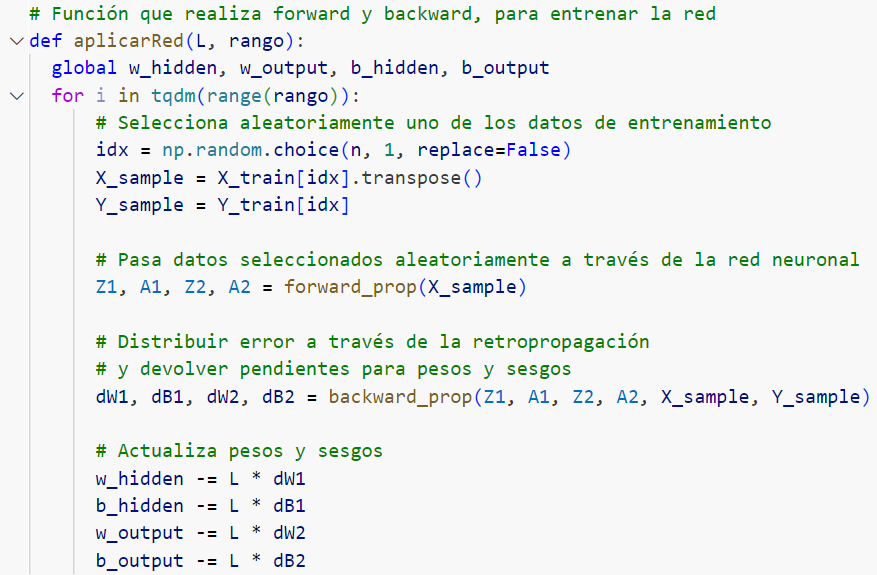 # Función que realiza forward y backward, para entrenar la red
def aplicarRed(L, rango):
global w_hidden, w_output, b_hidden, b_output
for i in tqdm(range(rango)):
# Selecciona aleatoriamente uno de los datos de entrenamiento
idx = np.random.choice(n, 1, replace=False)
X_sample = X_train[idx].transpose()
Y_sample = Y_train[idx]
# Pasa datos seleccionados aleatoriamente a través de la red neuronal
Z1, A1, Z2, A2 = forward_prop(X_sample)
# Distribuir error a través de la retropropagación
# y devolver pendientes para pesos y sesgos
dW1, dB1, dW2, dB2 = backward_prop(Z1, A1, Z2, A2, X_sample, Y_sample)
# Actualiza pesos y sesgos
w_hidden -= L * dW1
b_hidden -= L * dB1
w_output -= L * dW2
b_output -= L * dB2